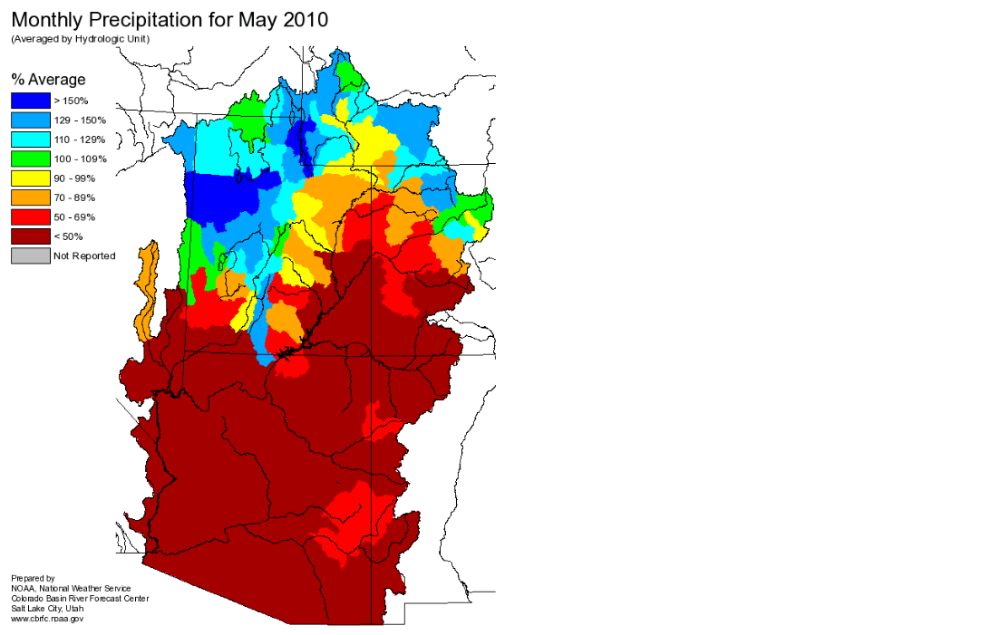 Monthly Precipitation for May 2010
(Averaged by Hydrologic Unit)
% Average
> 150%
129 - 150%
110 - 129%
100 - 109%
90 - 99%
70 - 89%
50 - 69%
< 50%
Not Reported
Prepared by
NOAA, National Weather Service
Colorado Basin River Forecast Center
Salt Lake City, Utah
www.cbrfc.noaa.gov